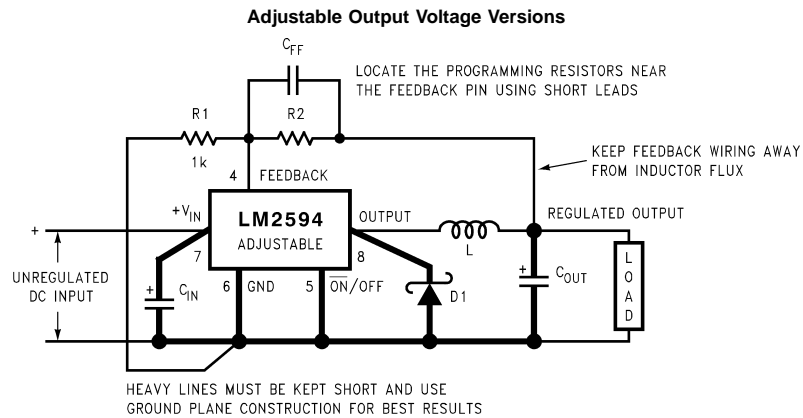 Adjustable Output Voltage Versions
CFF
LOCATE THE PROGRAMMING RESISTORS NEAR
THE FEEDBACK PIN USING SHORT LEADS
R1
R2
1k
KEEP FEEDBACK WIRING AWAY
FROM INDUCTOR FLUX
4 FEEDBACK
+VIN
LM2594
ADJUSTABLE
OUTPUT
REGULATED OUTPUT
+
7
8
L
UNREGULATED
DC INPUT
+
CIN
6 GND
5 ON/OFF
D1
+
COUT
LOAD
HEAVY LINES MUST BE KEPT SHORT AND USE
GROUND PLANE CONSTRUCTION FOR BEST RESULTS